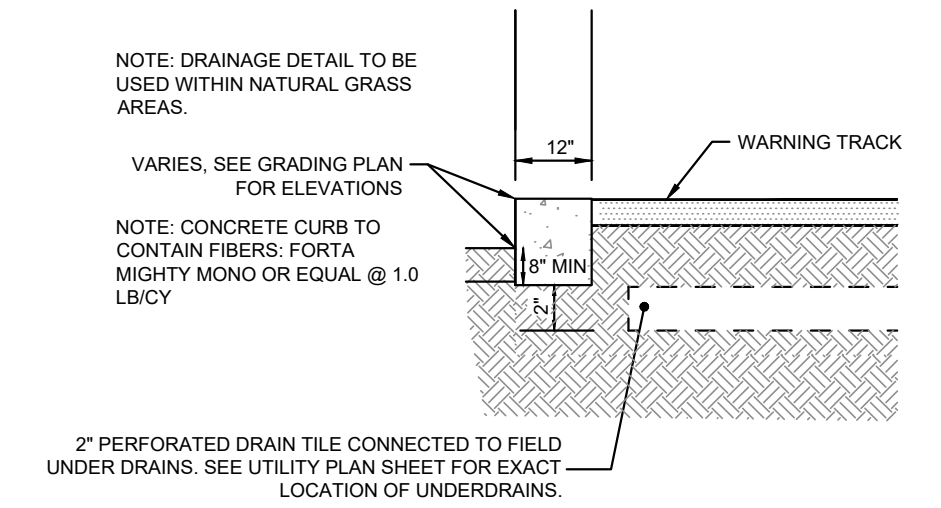 NOTE: DRAINAGE DETAIL TO BE
USED WITHIN NATURAL GRASS
AREAS.
12"
WARNING TRACK
VARIES, SEE GRADING PLAN
FOR ELEVATIONS
NOTE: CONCRETE CURB TO
CONTAIN FIBERS: FORTA
MIGHTY MONO OR EQUAL @ 1.0
LB/CY
8" MIN
2"
2" PERFORATED DRAIN TILE CONNECTED TO FIELD
UNDER DRAINS. SEE UTILITY PLAN SHEET FOR EXACT
LOCATION OF UNDERDRAINS.